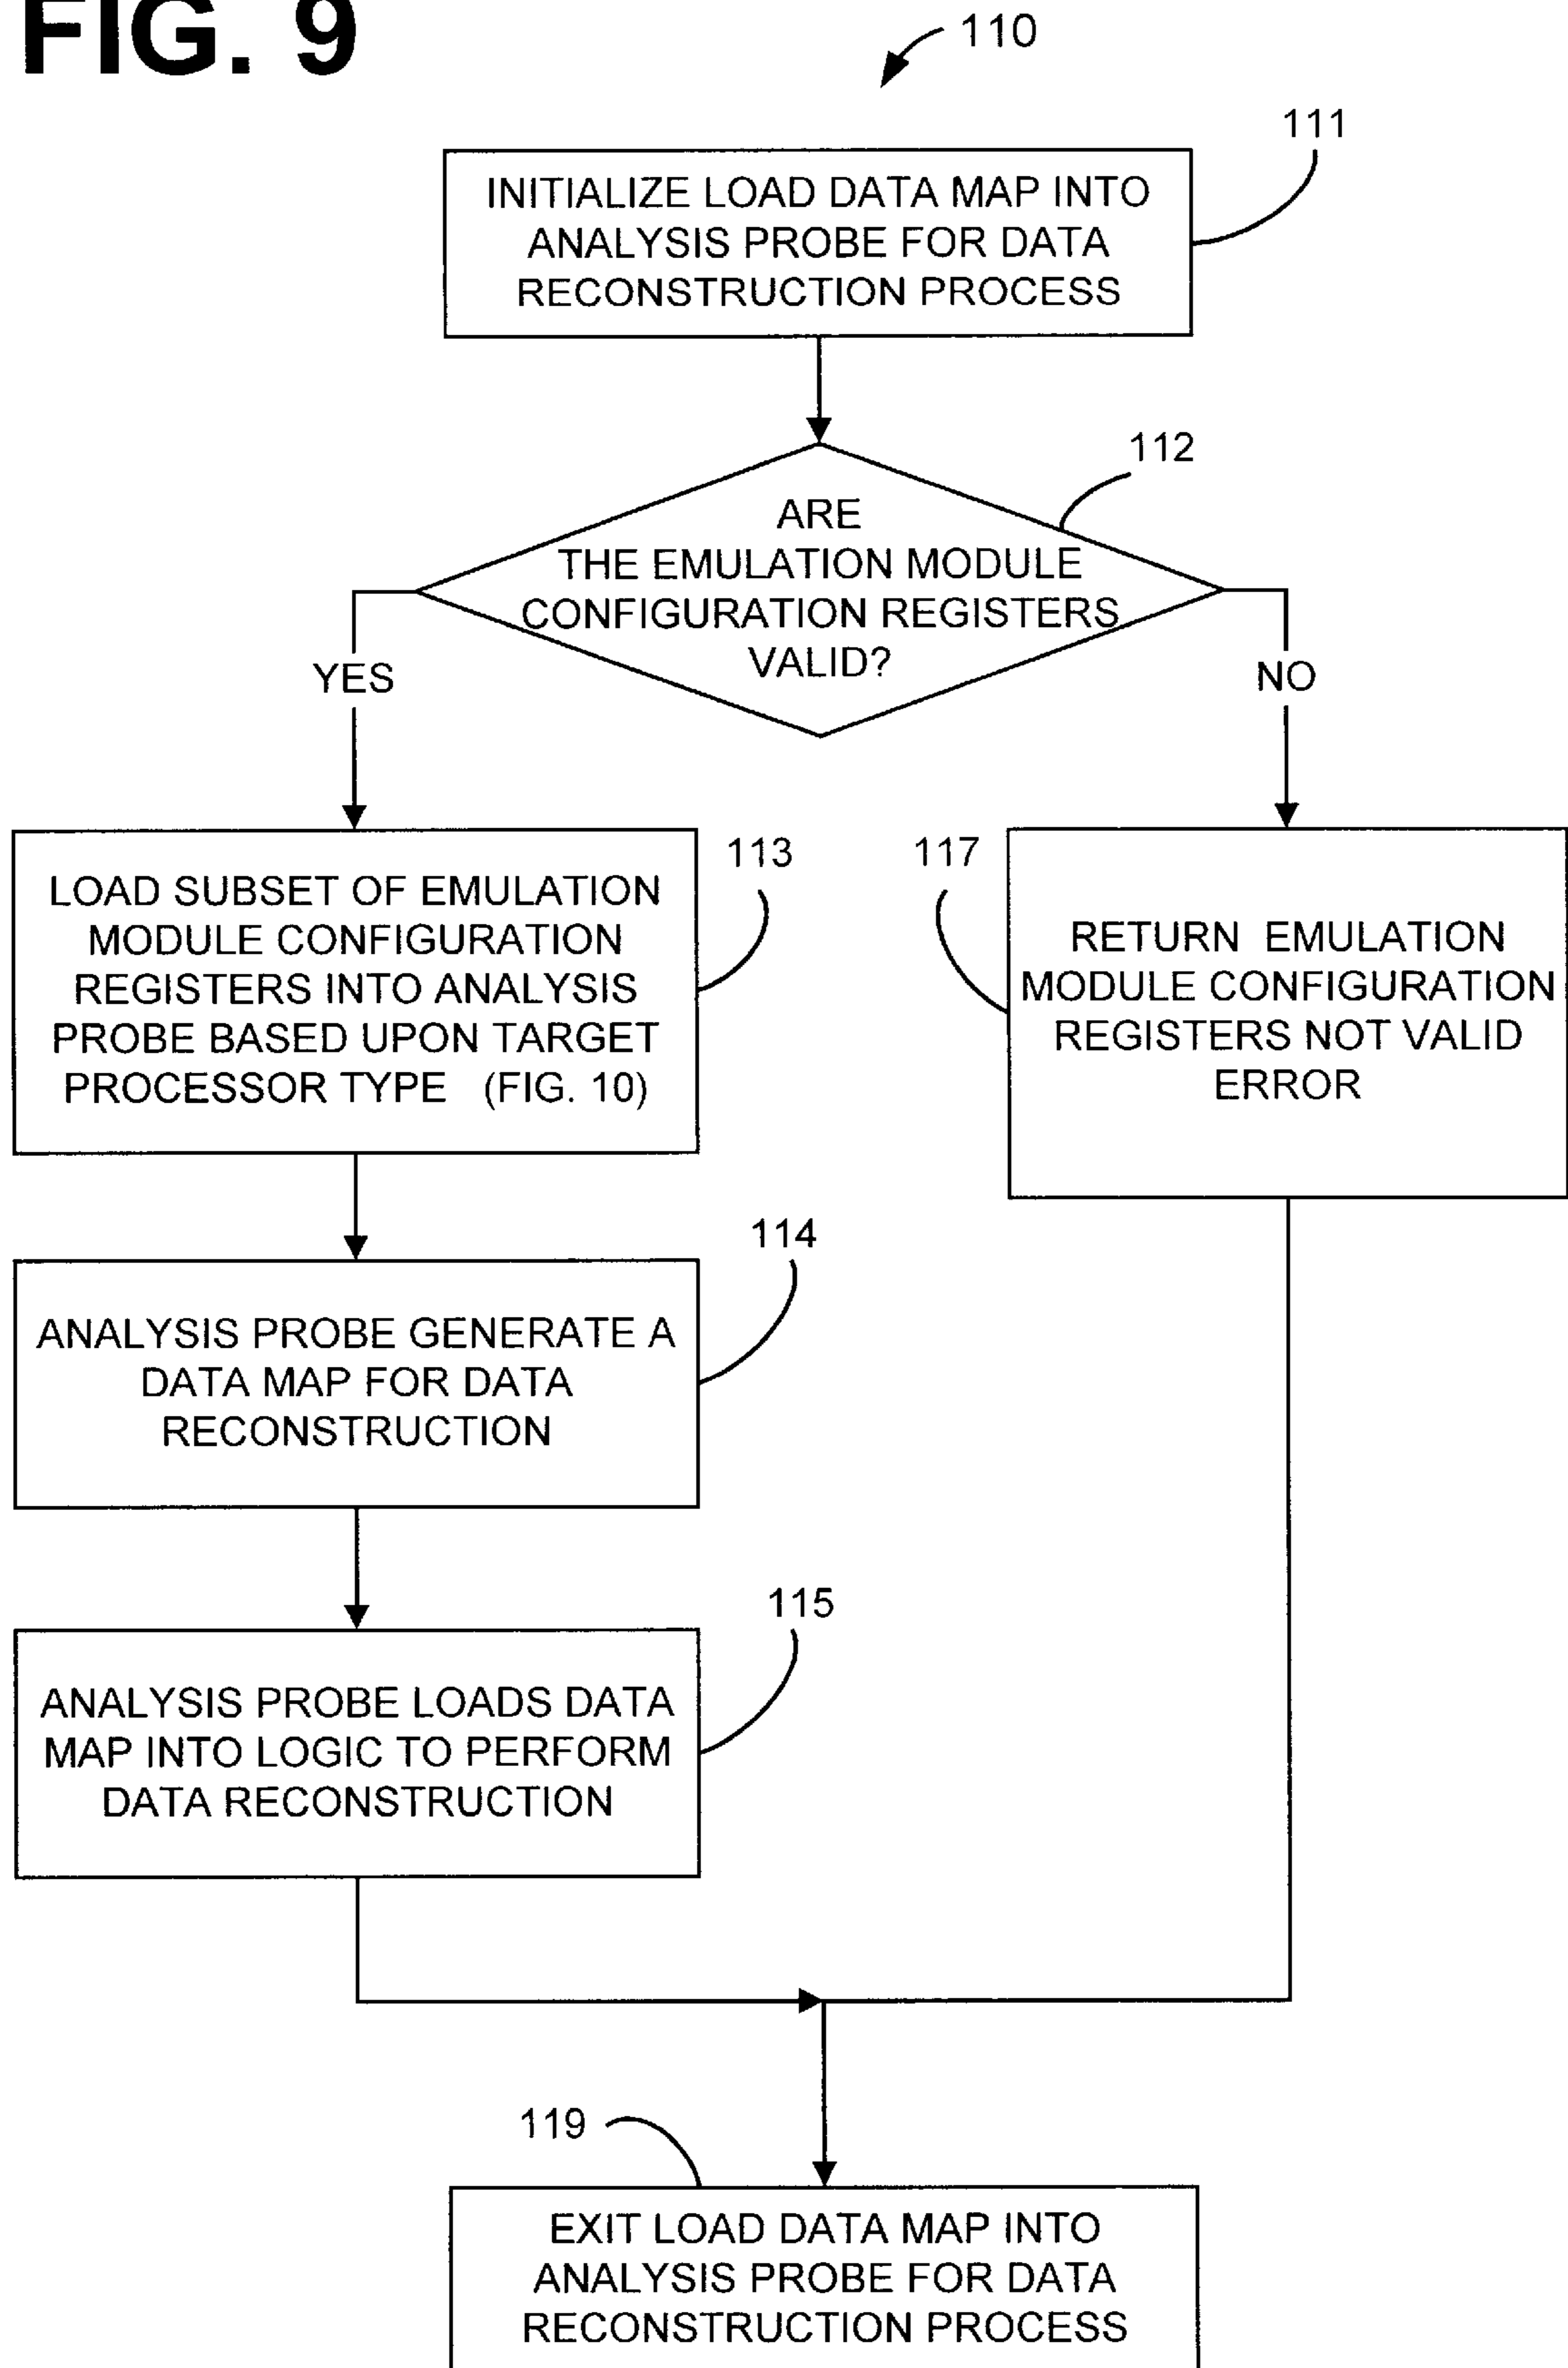 FIG. 9
110
111
INITIALIZE LOAD DATA MAP INTO
ANALYSIS PROBE FOR DATA
RECONSTRUCTION PROCESS
112
ARE
THE EMULATION MODULE
CONFIGURATION REGISTERS
VALID?
YES
NO
113
LOAD SUBSET OF EMULATION
MODULE CONFIGURATION
REGISTERS INTO ANALYSIS
PROBE BASED UPON TARGET
PROCESSOR TYPE (FIG. 10)
117
RETURN EMULATION
MODULE CONFIGURATION
REGISTERS NOT VALID
ERROR
114
ANALYSIS PROBE GENERATE A
DATA MAP FOR DATA
RECONSTRUCTION
115
ANALYSIS PROBE LOADS DATA
MAP INTO LOGIC TO PERFORM
DATA RECONSTRUCTION
119
EXIT LOAD DATA MAP INTO
ANALYSIS PROBE FOR DATA
RECONSTRUCTION PROCESS